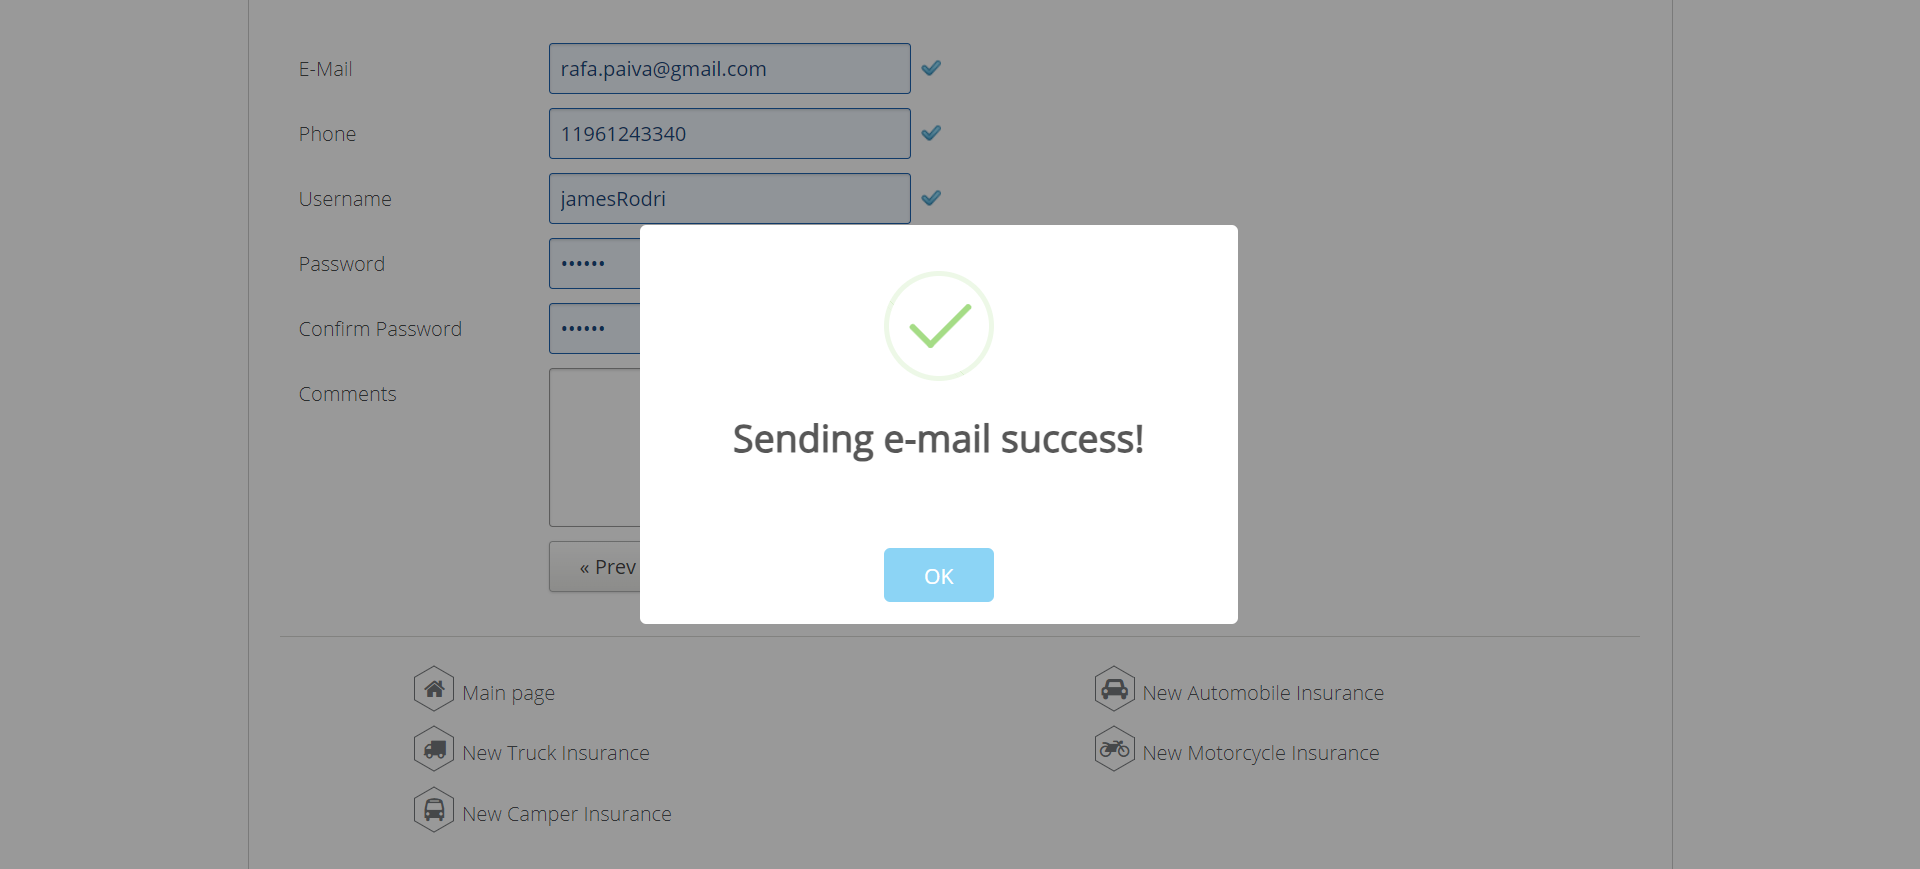 E-Mail
rafa.paiva@gmail.com
Phone
11961243340
Username
jamesRodri
Password
••••••
Confirm Password
••••••
Comments
Sending e-mail success!
OK
« Prev
Main page
New Automobile Insurance
New Truck Insurance
New Motorcycle Insurance
New Camper Insurance